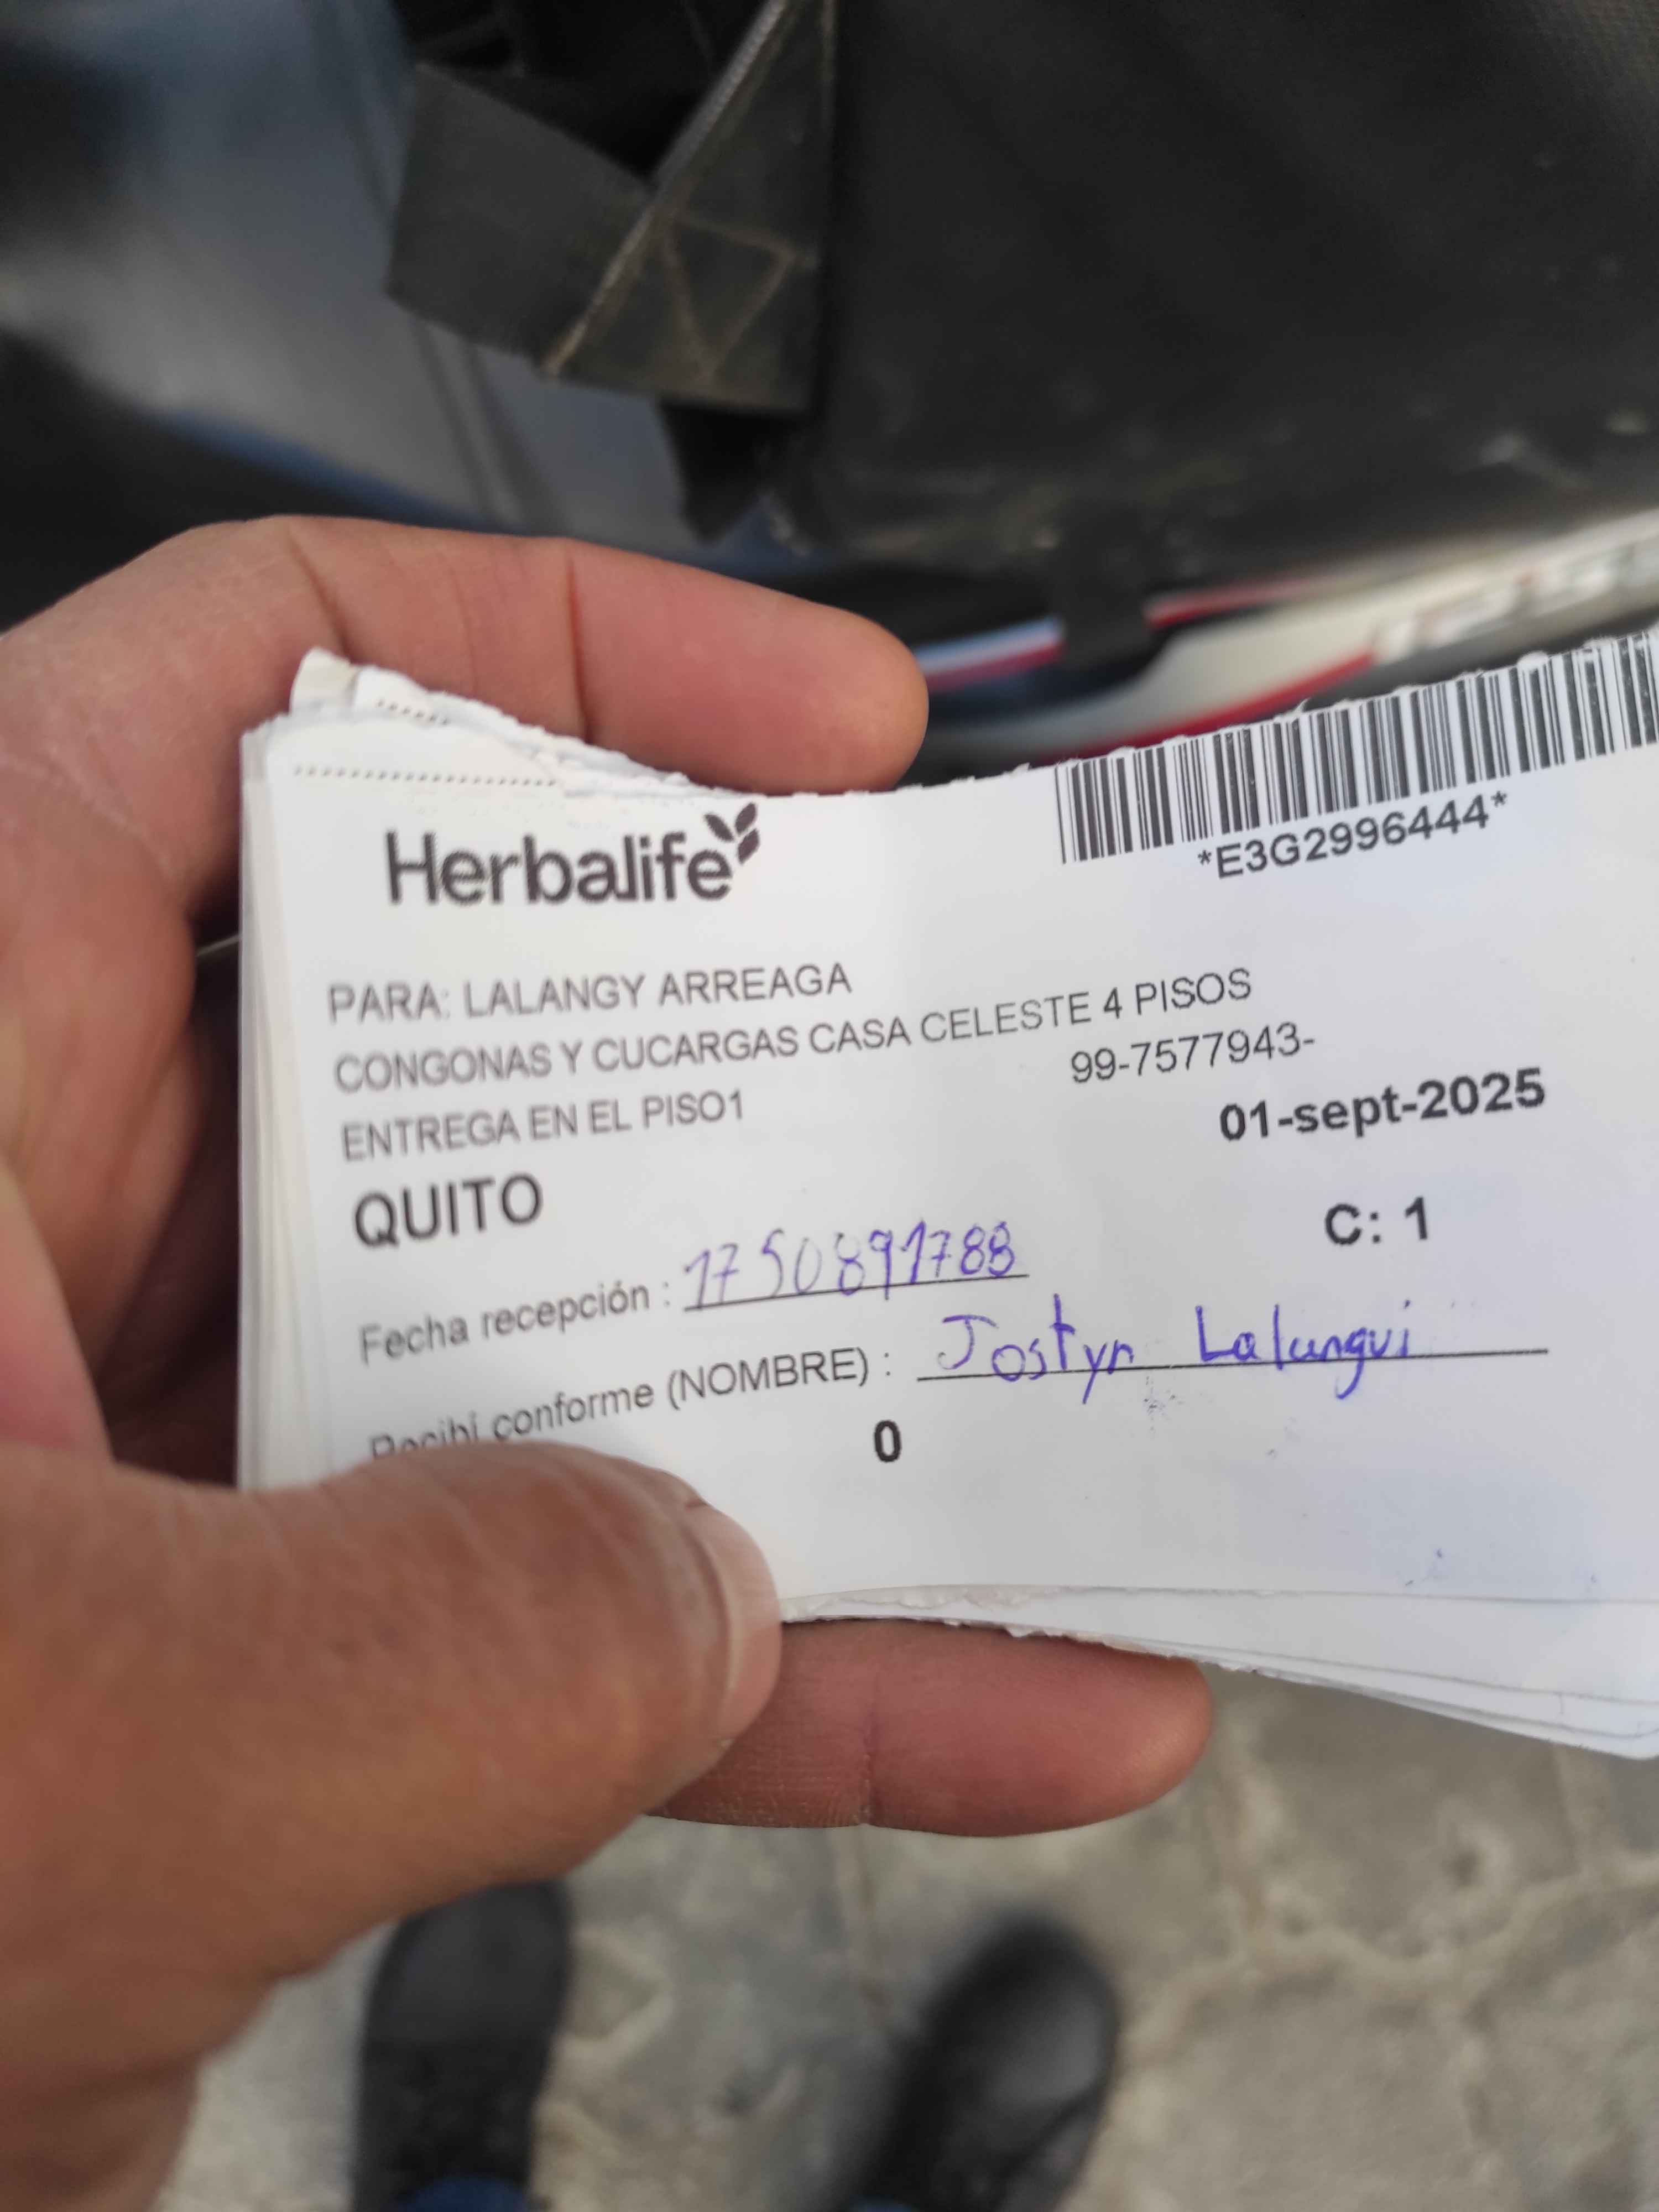 Herbalife
*E3G2996444*
PARA: LALANGY ARREAGA
CONGONAS Y CUCARGAS CASA CELESTE 4 PISOS
99-7577943-
ENTREGA EN EL PISO1
01-sept-2025
QUITO
C: 1
Fecha recepción : 1750891788
Recibí conforme (NOMBRE) : Jostyn Lalangui
0